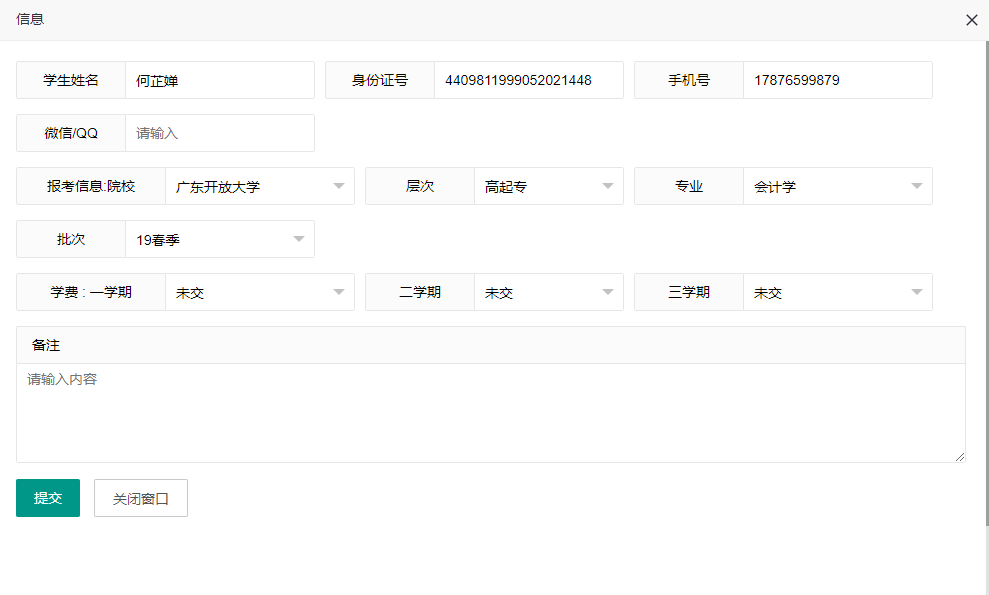 信息
学生姓名 何芷婵 身份证号 4409811999052021448 手机号 17876599879
微信/QQ 请输入
报考信息:院校 广东开放大学 层次 高起专 专业 会计学
批次 19春季
学费 : 一学期 未交 二学期 未交 三学期 未交
备注
请输入内容
提交 关闭窗口